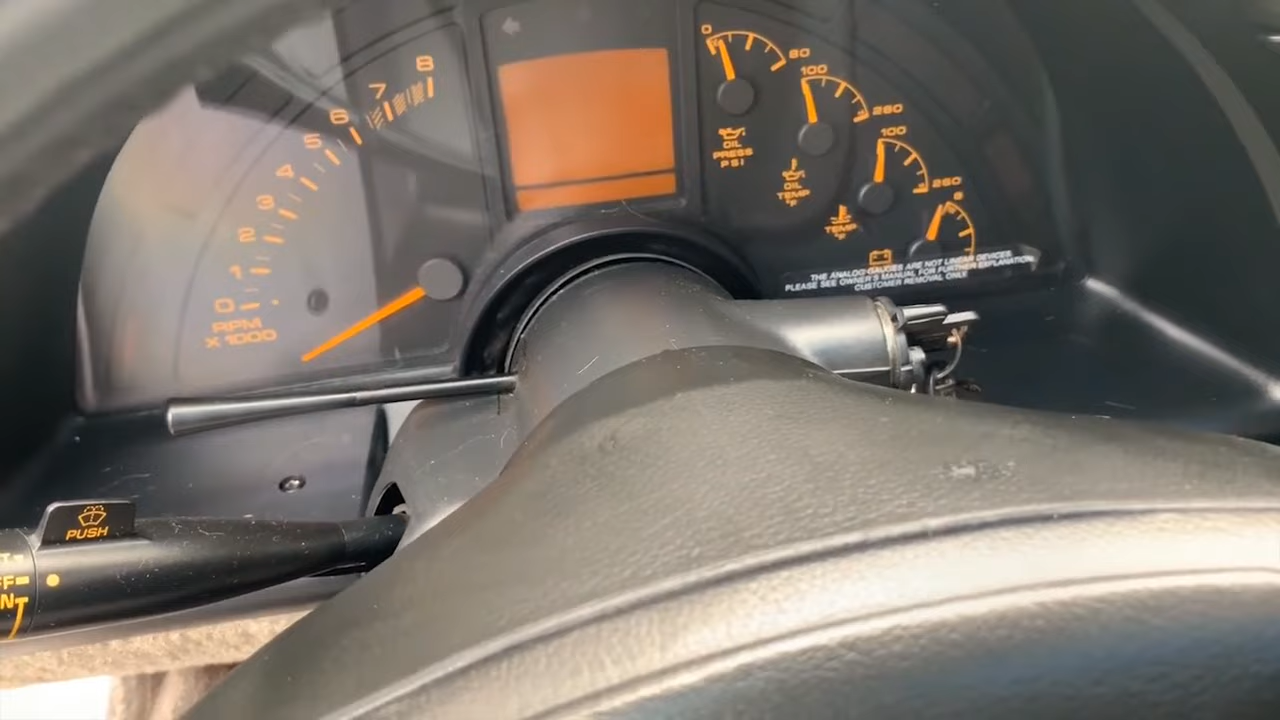 8
7
6
5
4
3
2
1
0
RPM
X 1000
0
80
OIL
PRESS
PSI
100
280
OIL
TEMP
°F
100
260
TEMP
°F
8
THE ANALOG GAUGES ARE NOT LINEAR DEVICES.
PLEASE SEE OWNER'S MANUAL FOR FURTHER EXPLANATION.
CUSTOMER REMOVAL ONLY
PUSH